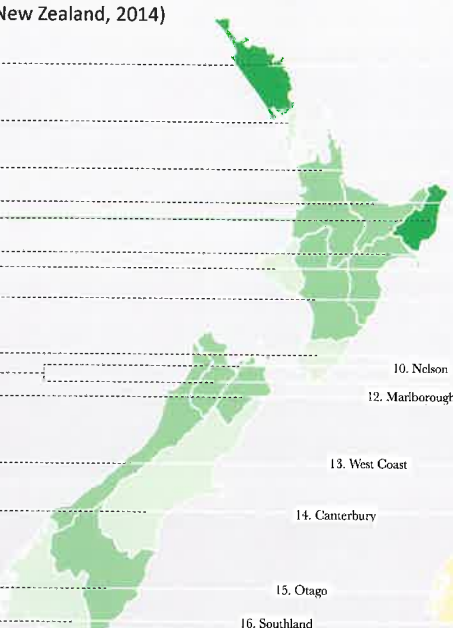 New Zealand, 2014)
10. Nelson
12. Marlborough
13. West Coast
14. Canterbury
15. Otago
16. Southland